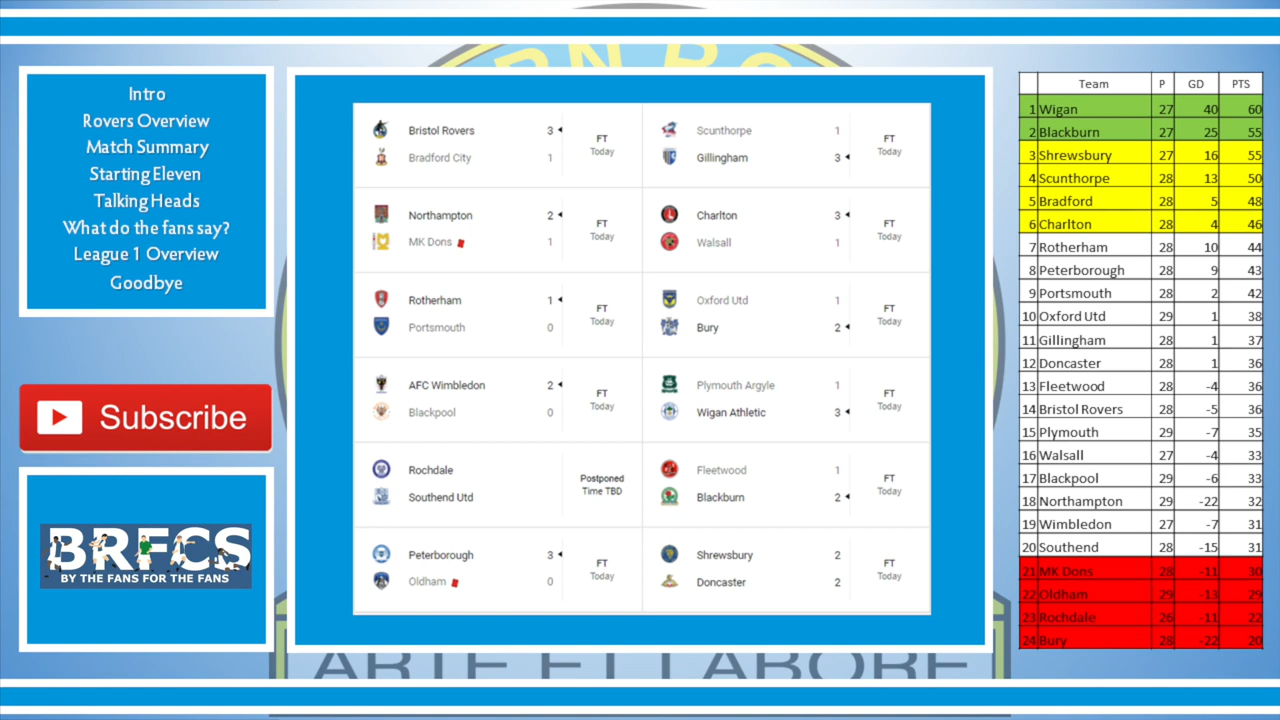 RN RO
Intro
Rovers Overview
Match Summary
Starting Eleven
Talking Heads
What do the fans say?
League 1 Overview
Goodbye
Subscribe
BRFCS
BY THE FANS FOR THE FANS
Bristol Rovers 3 FT
Bradford City 1 Today
Scunthorpe 1 FT
Gillingham 3 Today
Northampton 2 FT
MK Dons 1 Today
Charlton 3 FT
Walsall 1 Today
Rotherham 1 FT
Portsmouth 0 Today
Oxford Utd 1 FT
Bury 2 Today
AFC Wimbledon 2 FT
Blackpool 0 Today
Plymouth Argyle 1 FT
Wigan Athletic 3 Today
Rochdale Postponed
Southend Utd Time TBD
Fleetwood 1 FT
Blackburn 2 Today
Peterborough 3 FT
Oldham 0 Today
Shrewsbury 2 FT
Doncaster 2 Today
Team P GD PTS
1 Wigan 27 40 60
2 Blackburn 27 25 55
3 Shrewsbury 27 16 55
4 Scunthorpe 28 13 50
5 Bradford 28 5 48
6 Charlton 28 4 46
7 Rotherham 28 10 44
8 Peterborough 28 9 43
9 Portsmouth 28 2 42
10 Oxford Utd 29 1 38
11 Gillingham 28 1 37
12 Doncaster 28 1 36
13 Fleetwood 28 -4 36
14 Bristol Rovers 28 -5 36
15 Plymouth 29 -7 35
16 Walsall 27 -4 33
17 Blackpool 29 -6 33
18 Northampton 29 -22 32
19 Wimbledon 27 -7 31
20 Southend 28 -15 31
21 MK Dons 28 -11 30
22 Oldham 29 -13 29
23 Rochdale 26 -11 22
24 Bury 28 -22 20
ARTE ET LABORE